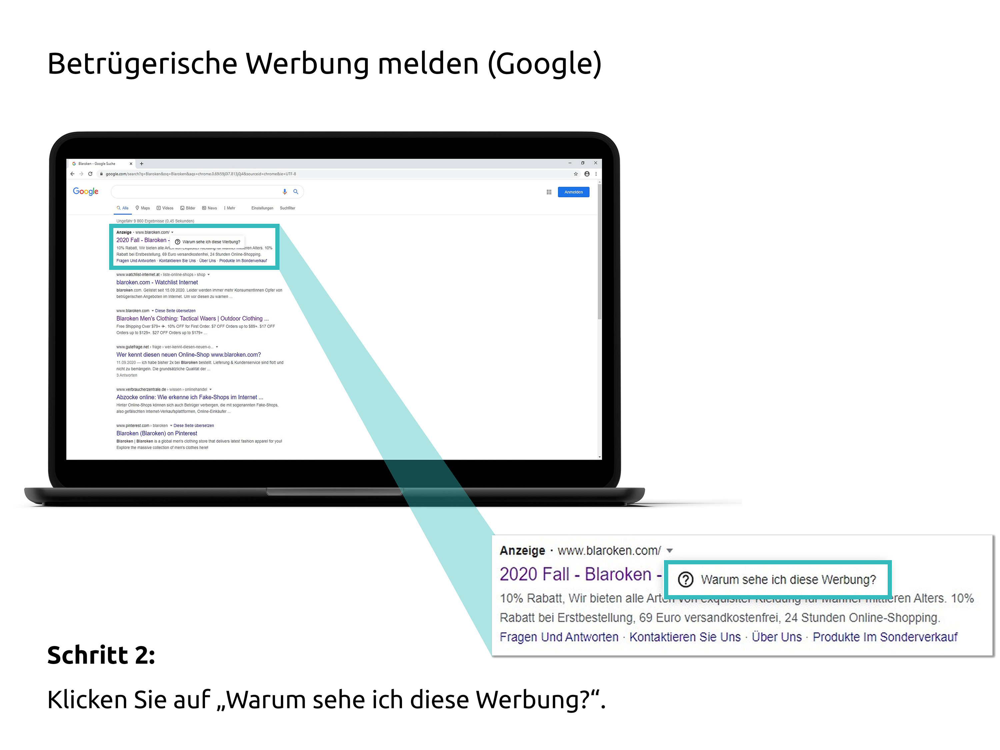 Betrügerische Werbung melden (Google)
Blaroken - Google Suche
google.com/search?q=Blaroken&oq=Blaroken&aqs=chrome.0.69i59j0l7.813j0j4&sourceid=chrome&ie=UTF-8
Google
Anmelden
Alle Maps Videos Bilder News Mehr Einstellungen Suchfilter
Ungefähr 9 860 Ergebnisse (0,45 Sekunden)
Anzeige · www.blaroken.com/
2020 Fall - Blaroken -
Warum sehe ich diese Werbung?
10% Rabatt, Wir bieten alle Arten von exquisiter Kleidung für Männer mittleren Alters. 10%
Rabatt bei Erstbestellung, 69 Euro versandkostenfrei, 24 Stunden Online-Shopping.
Fragen Und Antworten · Kontaktieren Sie Uns · Über Uns · Produkte Im Sonderverkauf
www.watchlist-internet.at › liste-online-shops › shop
blaroken.com - Watchlist Internet
blaroken.com. Gelistet seit 15.09.2020. Leider werden immer mehr KonsumentInnen Opfer von
betrügerischen Angeboten im Internet. Um vor diesen zu warnen ...
www.blaroken.com Diese Seite übersetzen
Blaroken Men's Clothing: Tactical Waers | Outdoor Clothing ...
Free Shipping Over $79+ ✈. 10% OFF for First Order. $7 OFF Orders up to $89+. $17 OFF
Orders up to $129+. $27 OFF Orders up to $179+ ...
www.gutefrage.net › frage › wer-kennt-diesen-neuen-o...
Wer kennt diesen neuen Online-Shop www.blaroken.com?
11.09.2020 — ich habe bisher 2x bei Blaroken bestellt. Lieferung & Kundenservice sind flott und
nicht zu bemängeln. Die grundsätzliche Qualität der ...
3 Antworten
www.verbraucherzentrale.de › wissen › onlinehandel
Abzocke online: Wie erkenne ich Fake-Shops im Internet ...
Hinter Online-Shops können sich auch Betrüger verbergen, die mit sogenannten Fake-Shops,
also gefälschten Internet-Verkaufsplattformen, Online-Einkäufer ...
www.pinterest.com › blaroken Diese Seite übersetzen
Blaroken (Blaroken) on Pinterest
Blaroken | Blaroken is a global men's clothing store that delivers latest fashion apparel for you!
Explore the massive collection of men's clothes here!
Anzeige · www.blaroken.com/
2020 Fall - Blaroken -
Warum sehe ich diese Werbung?
10% Rabatt, Wir bieten alle Arten von exquisiter Kleidung für Männer mittleren Alters. 10%
Rabatt bei Erstbestellung, 69 Euro versandkostenfrei, 24 Stunden Online-Shopping.
Fragen Und Antworten · Kontaktieren Sie Uns · Über Uns · Produkte Im Sonderverkauf
Schritt 2:
Klicken Sie auf „Warum sehe ich diese Werbung?“.